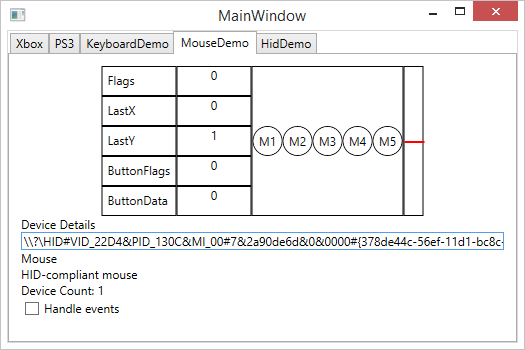 MainWindow
Xbox PS3 KeyboardDemo MouseDemo HidDemo
Flags 0
LastX 0
LastY 1 M1 M2 M3 M4 M5
ButtonFlags 0
ButtonData 0
Device Details
\\?\HID#VID_22D4&PID_130C&MI_00#7&2a90de6d&0&0000#{378de44c-56ef-11d1-bc8c-
Mouse
HID-compliant mouse
Device Count: 1
Handle events